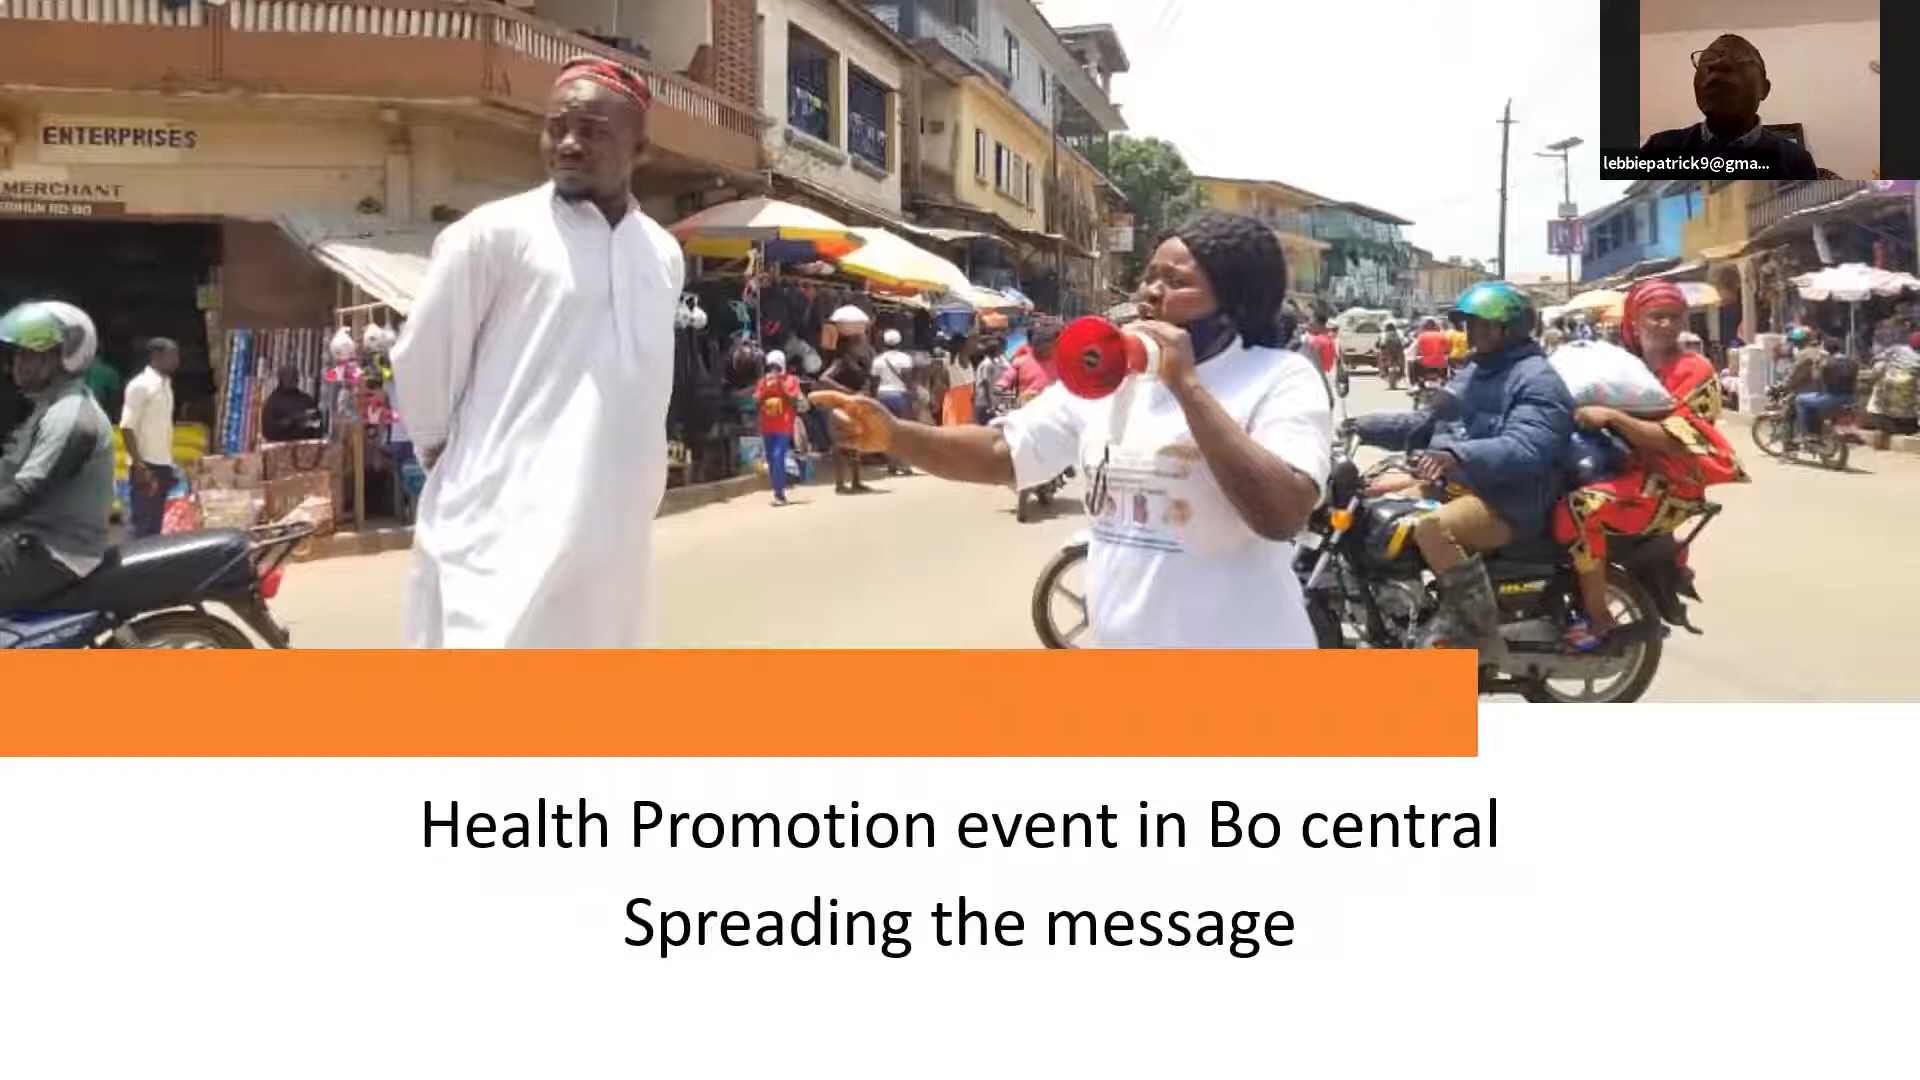 ENTERPRISES
MERCHANT
lebbiepatrick9@gma...
Health Promotion event in Bo central
Spreading the message